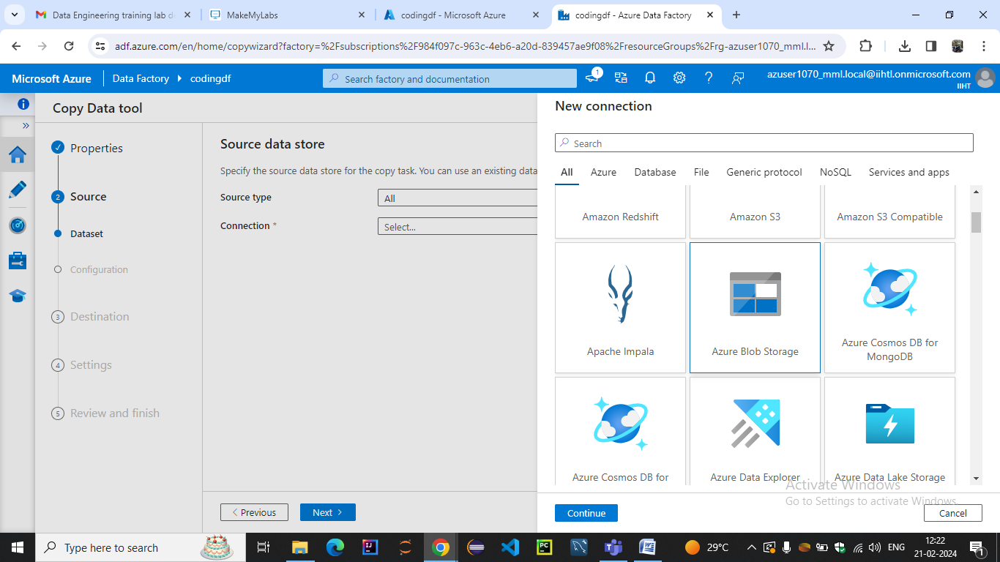 Data Engineering training lab d
MakeMyLabs
codingdf - Microsoft Azure
codingdf - Azure Data Factory
adf.azure.com/en/home/copywizard?factory=%2Fsubscriptions%2F984f097c-963c-4eb6-a20d-839457ae9f08%2FresourceGroups%2Frg-azuser1070_mml.l...
Microsoft Azure
Data Factory
codingdf
Search factory and documentation
1
azuser1070_mml.local@iihtl.onmicrosoft.com
IIHT
Copy Data tool
Properties
2 Source
Dataset
Configuration
3 Destination
4 Settings
5 Review and finish
Source data store
Specify the source data store for the copy task. You can use an existing data
Source type
All
Connection *
Select...
Previous
Next
New connection
Search
All Azure Database File Generic protocol NoSQL Services and apps
Amazon Redshift
Amazon S3
Amazon S3 Compatible
Apache Impala
Azure Blob Storage
Azure Cosmos DB for
MongoDB
Azure Cosmos DB for
Azure Data Explorer
Azure Data Lake Storage
Activate Windows
Go to Settings to activate Windows.
Continue
Cancel
Type here to search
29°C
ENG
12:22
21-02-2024
1